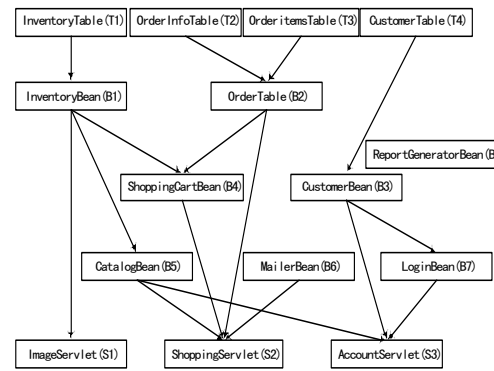 InventoryTable(T1) OrderInfoTable(T2) OrderitemsTable(T3) CustomerTable(T4)
InventoryBean(B1) OrderTable(B2)
ReportGeneratorBean(B
ShoppingCartBean(B4) CustomerBean(B3)
CatalogBean(B5) MailerBean(B6) LoginBean(B7)
ImageServlet(S1) ShoppingServlet(S2) AccountServlet(S3)